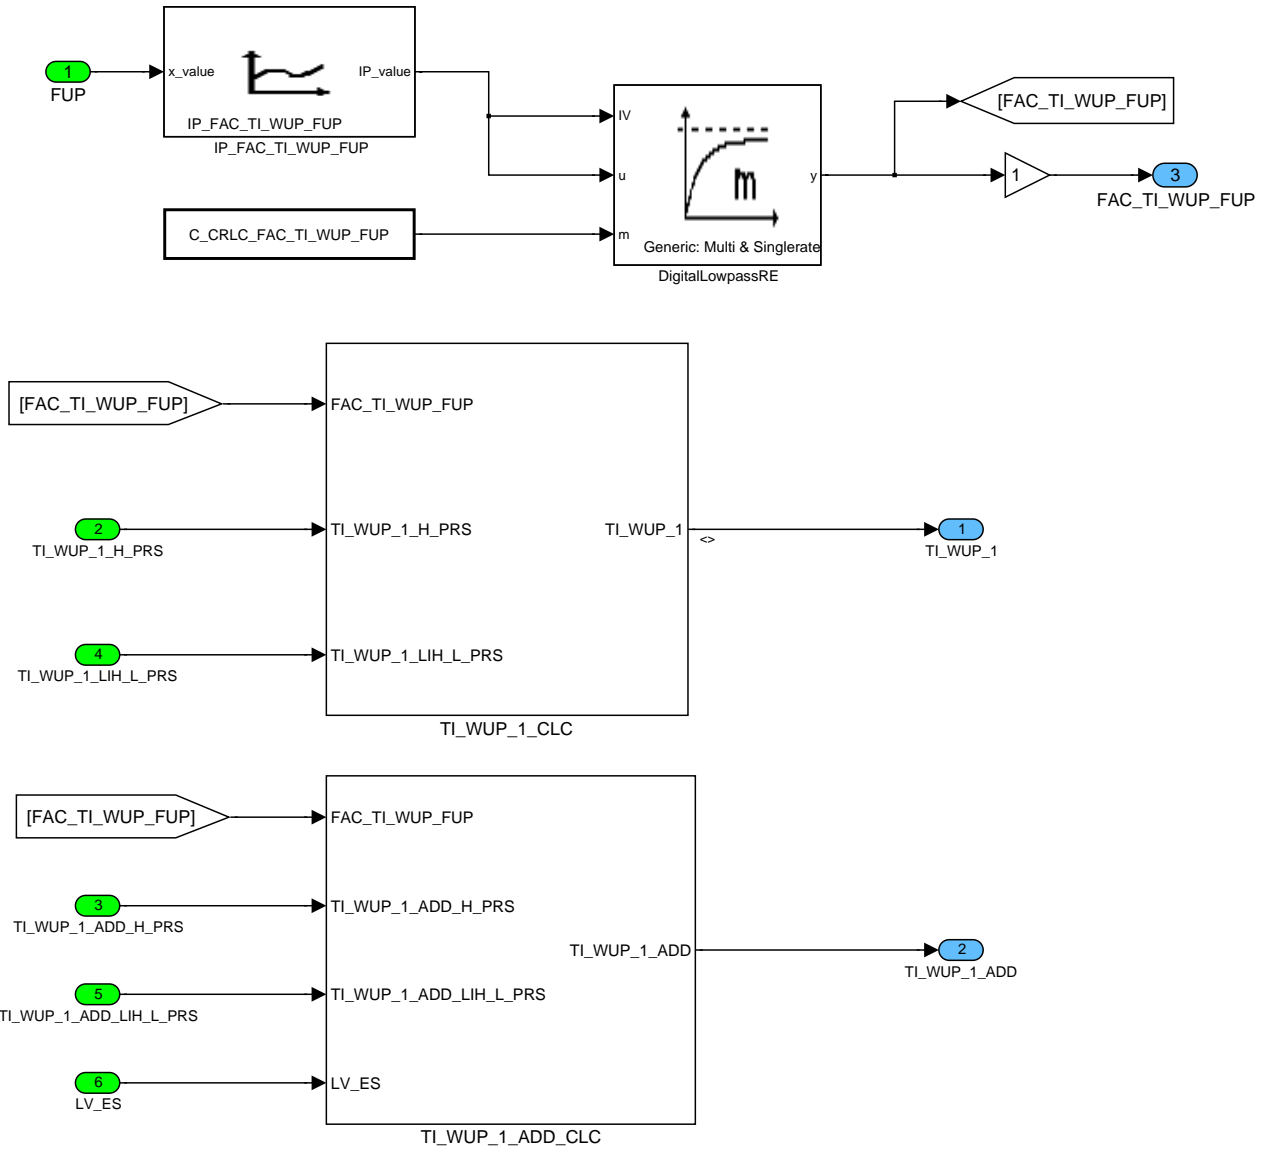 1
FUP
x_value
IP_value
IP_FAC_TI_WUP_FUP
IP_FAC_TI_WUP_FUP
C_CRLC_FAC_TI_WUP_FUP
IV
u
m
y
m
Generic: Multi & Singlerate
DigitalLowpassRE
[FAC_TI_WUP_FUP]
1
3
FAC_TI_WUP_FUP
[FAC_TI_WUP_FUP]
FAC_TI_WUP_FUP
2
TI_WUP_1_H_PRS
TI_WUP_1_H_PRS
TI_WUP_1
<>
1
TI_WUP_1
4
TI_WUP_1_LIH_L_PRS
TI_WUP_1_LIH_L_PRS
TI_WUP_1_CLC
[FAC_TI_WUP_FUP]
FAC_TI_WUP_FUP
3
TI_WUP_1_ADD_H_PRS
TI_WUP_1_ADD_H_PRS
TI_WUP_1_ADD
2
TI_WUP_1_ADD
5
TI_WUP_1_ADD_LIH_L_PRS
TI_WUP_1_ADD_LIH_L_PRS
6
LV_ES
LV_ES
TI_WUP_1_ADD_CLC